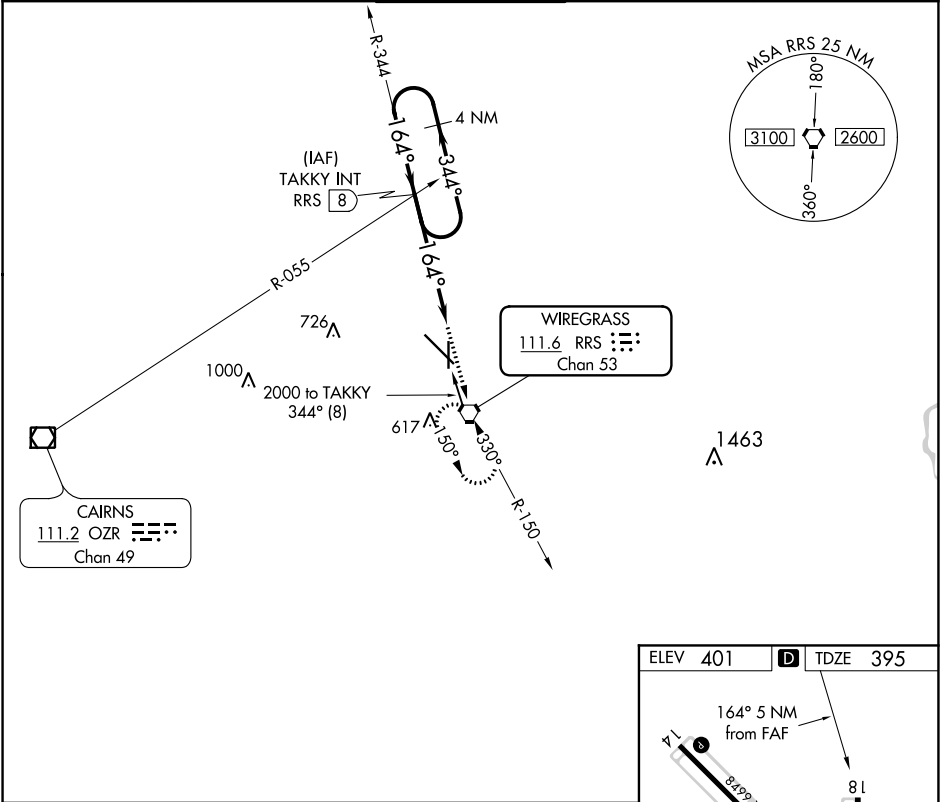 R-344
MSA RRS 25 NM
180°
3100
2600
360°
4 NM
164°
344°
(IAF)
TAKKY INT
RRS 8
164°
R-055
WIREGRASS
111.6 RRS
Chan 53
726
1000
2000 to TAKKY
344° (8)
617
150°
330°
1463
R-150
CAIRNS
111.2 OZR
Chan 49
ELEV 401 D TDZE 395
164° 5 NM
from FAF
14
P
8499
18